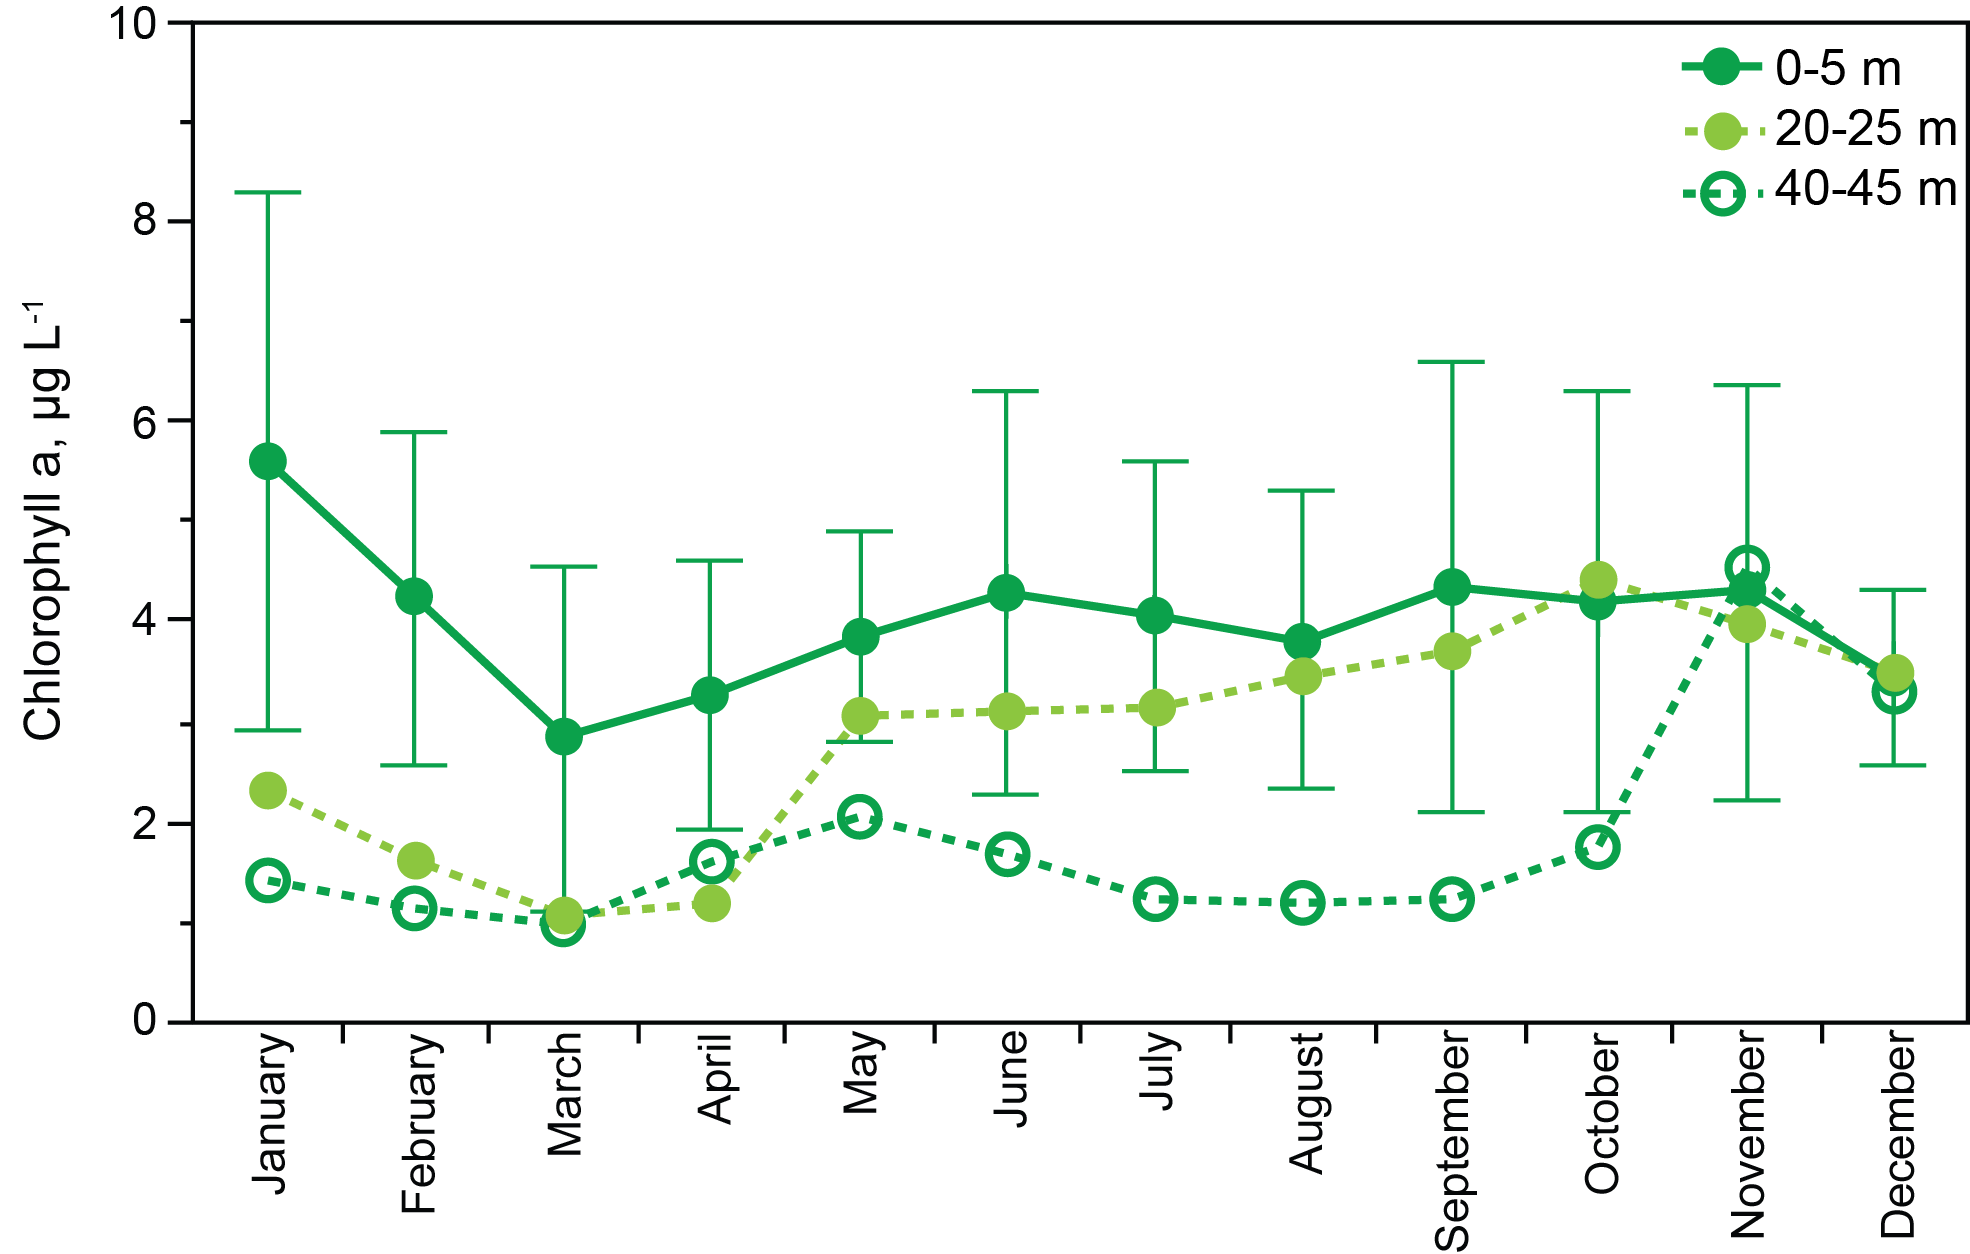 10
8
6
4
2
0
Chlorophyll a, µg L-1
0-5 m
20-25 m
40-45 m
January
February
March
April
May
June
July
August
September
October
November
December